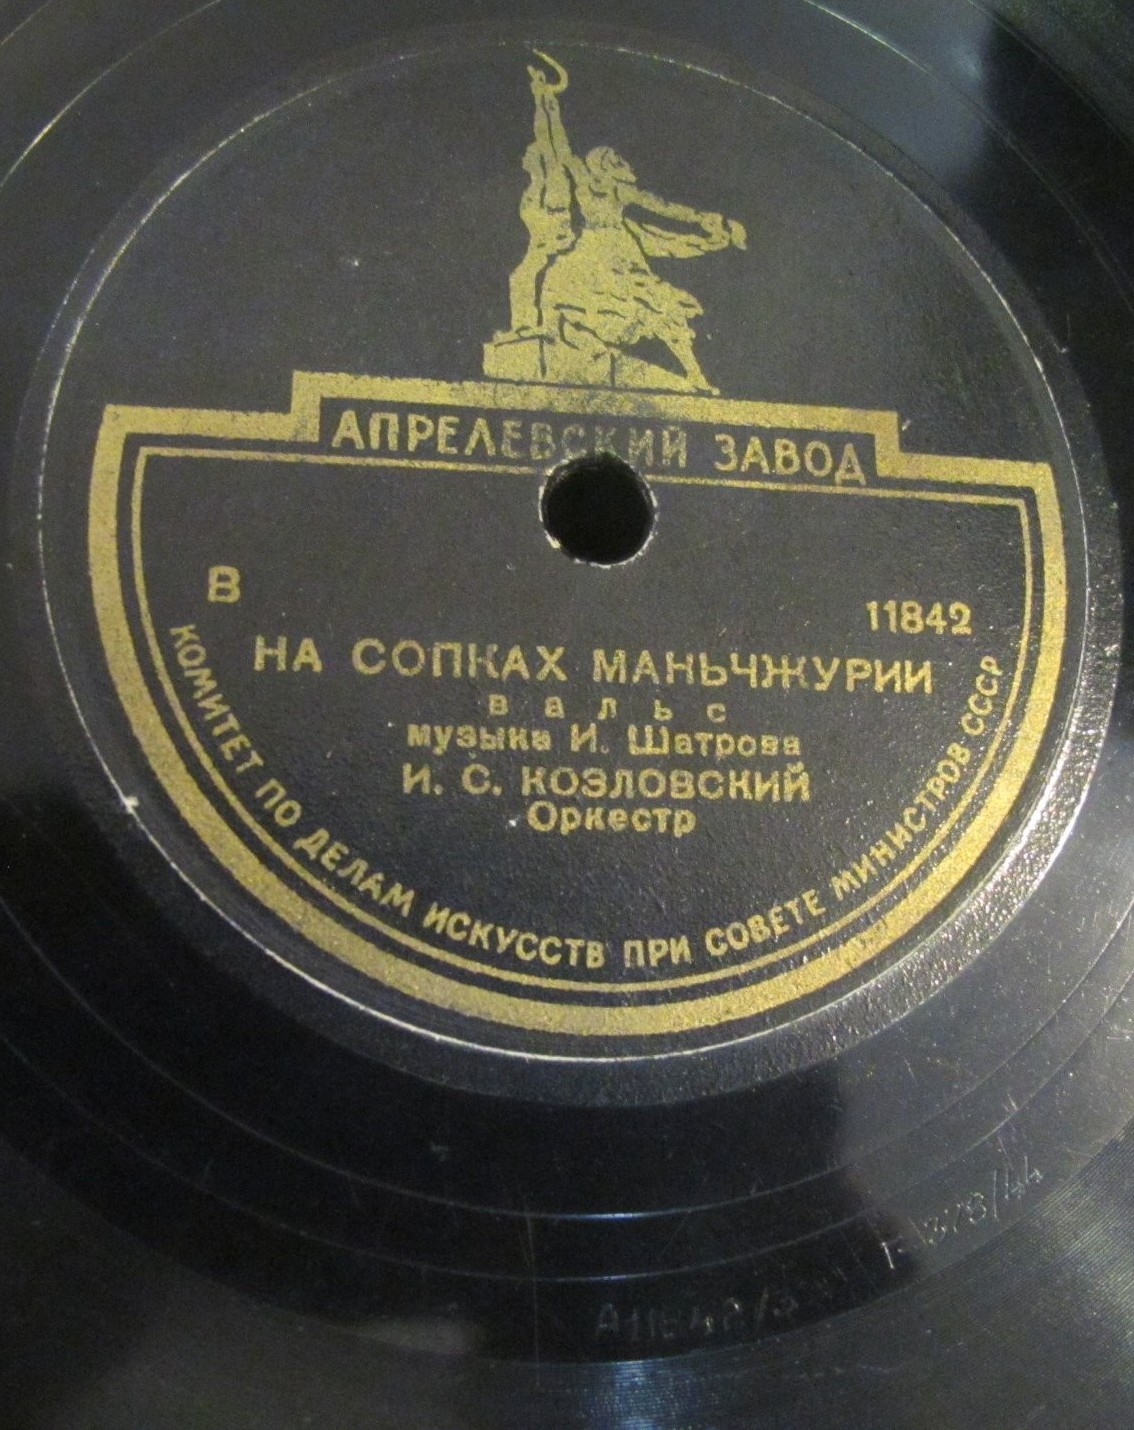 АПРЕЛЕВСКИЙ ЗАВОД
В
11842
НА СОПКАХ МАНЬЧЖУРИИ
вальс
музыка И. Шатрова
И. С. КОЗЛОВСКИЙ
Оркестр
КОМИТЕТ ПО ДЕЛАМ ИСКУССТВ ПРИ СОВЕТЕ МИНИСТРОВ СССР